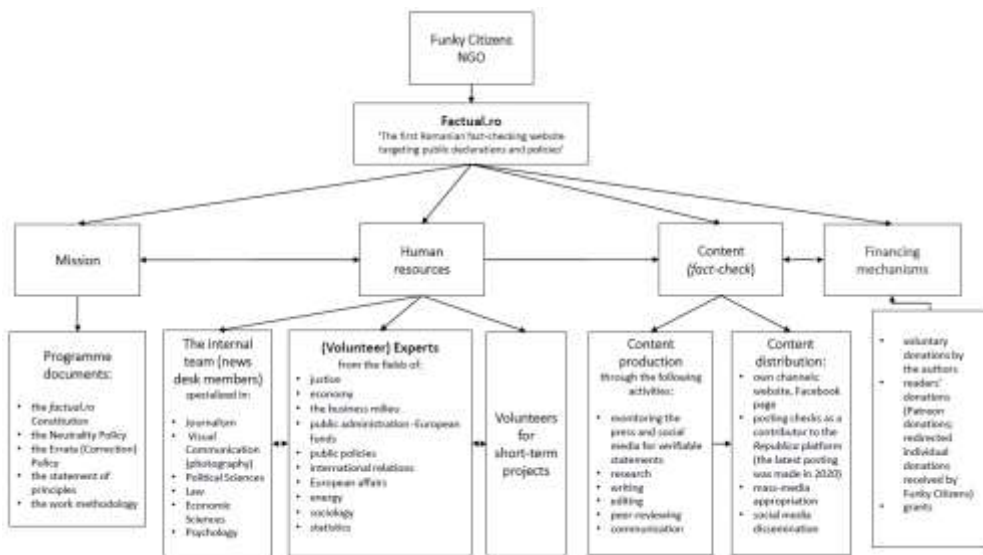 Funky Citizens
NGO
Factual.ro
'The first Romanian fact-checking website
targeting public declarations and policies'
Mission
Human
resources
Content
(fact-check)
Financing
mechanisms
Programme
documents:
• the factual.ro
Constitution
• the Neutrality Policy
• the Errata (Correction)
Policy
• the statement of
principles
• the work methodology
The internal
team (news
desk members)
specialized in:
• Journalism
• Visual
Communication
(photography)
• Political Sciences
• Law
• Economic
Sciences
• Psychology
(Volunteer) Experts
from the fields of:
• justice
• economy
• the business milieu
• public administration -European
funds
• public policies
• international relations
• European affairs
• energy
• sociology
• statistics
Volunteers
for
short-term
projects
Content
production
through the following
activities:
• monitoring the
press and social
media for verifiable
statements
• research
• writing
• editing
• peer-reviewing
• communication
Content
distribution:
• own channels:
website, Facebook
page
• posting checks as a
contributor to the
Republica platform
(the latest posting
was made in 2020)
• mass-media
appropriation
• social media
dissemination
• voluntary
donations by
the authors
• readers'
donations
(Patreon
donations;
redirected
individual
donations
received by
Funky Citizens)
• grants